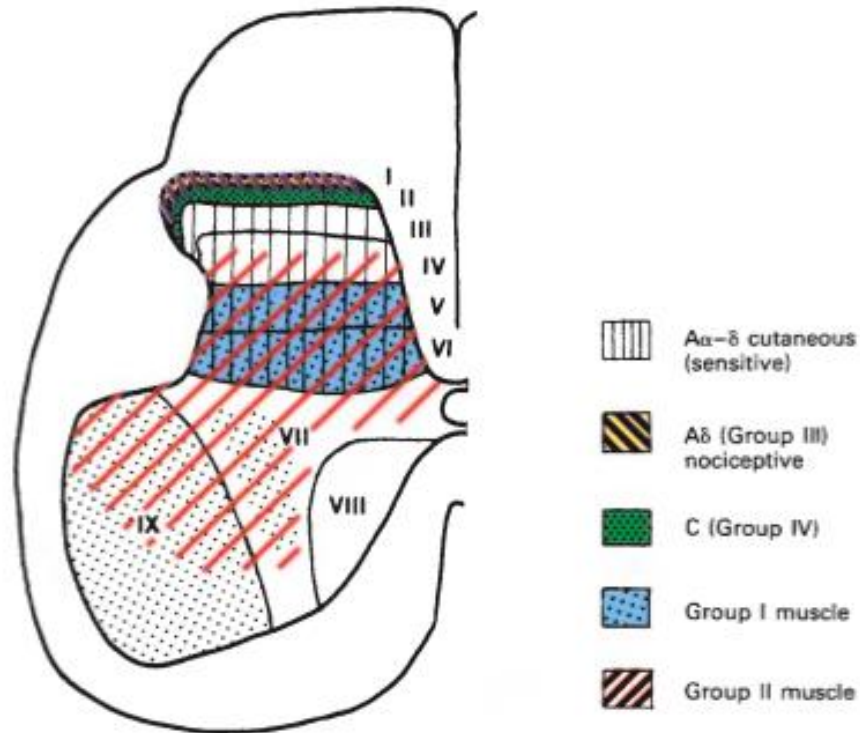 I
II
III
IV
V
VI
VII
VIII
IX
Aα–δ cutaneous
(sensitive)
Aδ (Group III)
nociceptive
C (Group IV)
Group I muscle
Group II muscle